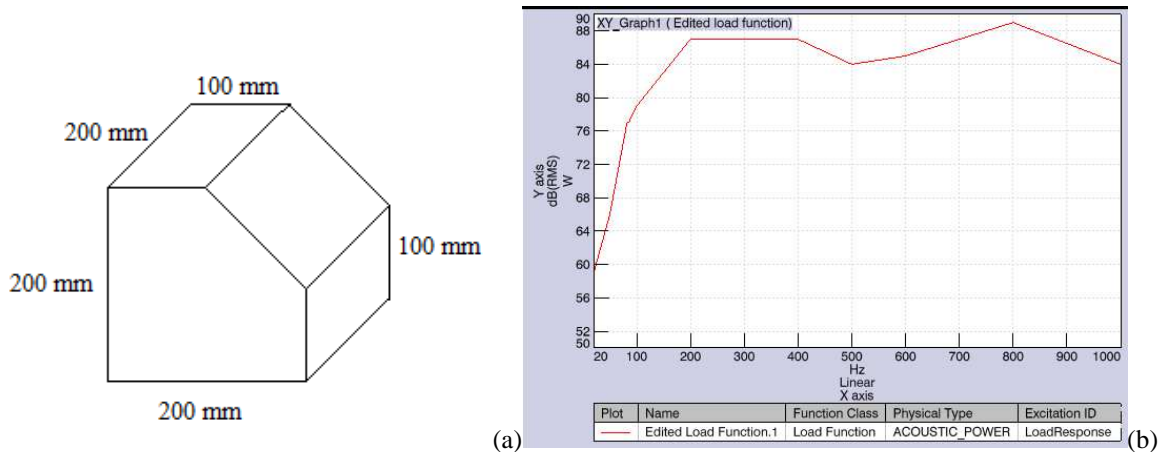 100 mm
200 mm
200 mm
100 mm
200 mm
(a)
XY_Graph1 ( Edited load function)
90
88
84
80
76
72
68
64
60
56
52
50
Y axis
dB(RMS)
W
20 100 200 300 400 500 600 700 800 900 1000
Hz
Linear
X axis
Plot Name Function Class Physical Type Excitation ID
Edited Load Function.1 Load Function ACOUSTIC_POWER LoadResponse
(b)